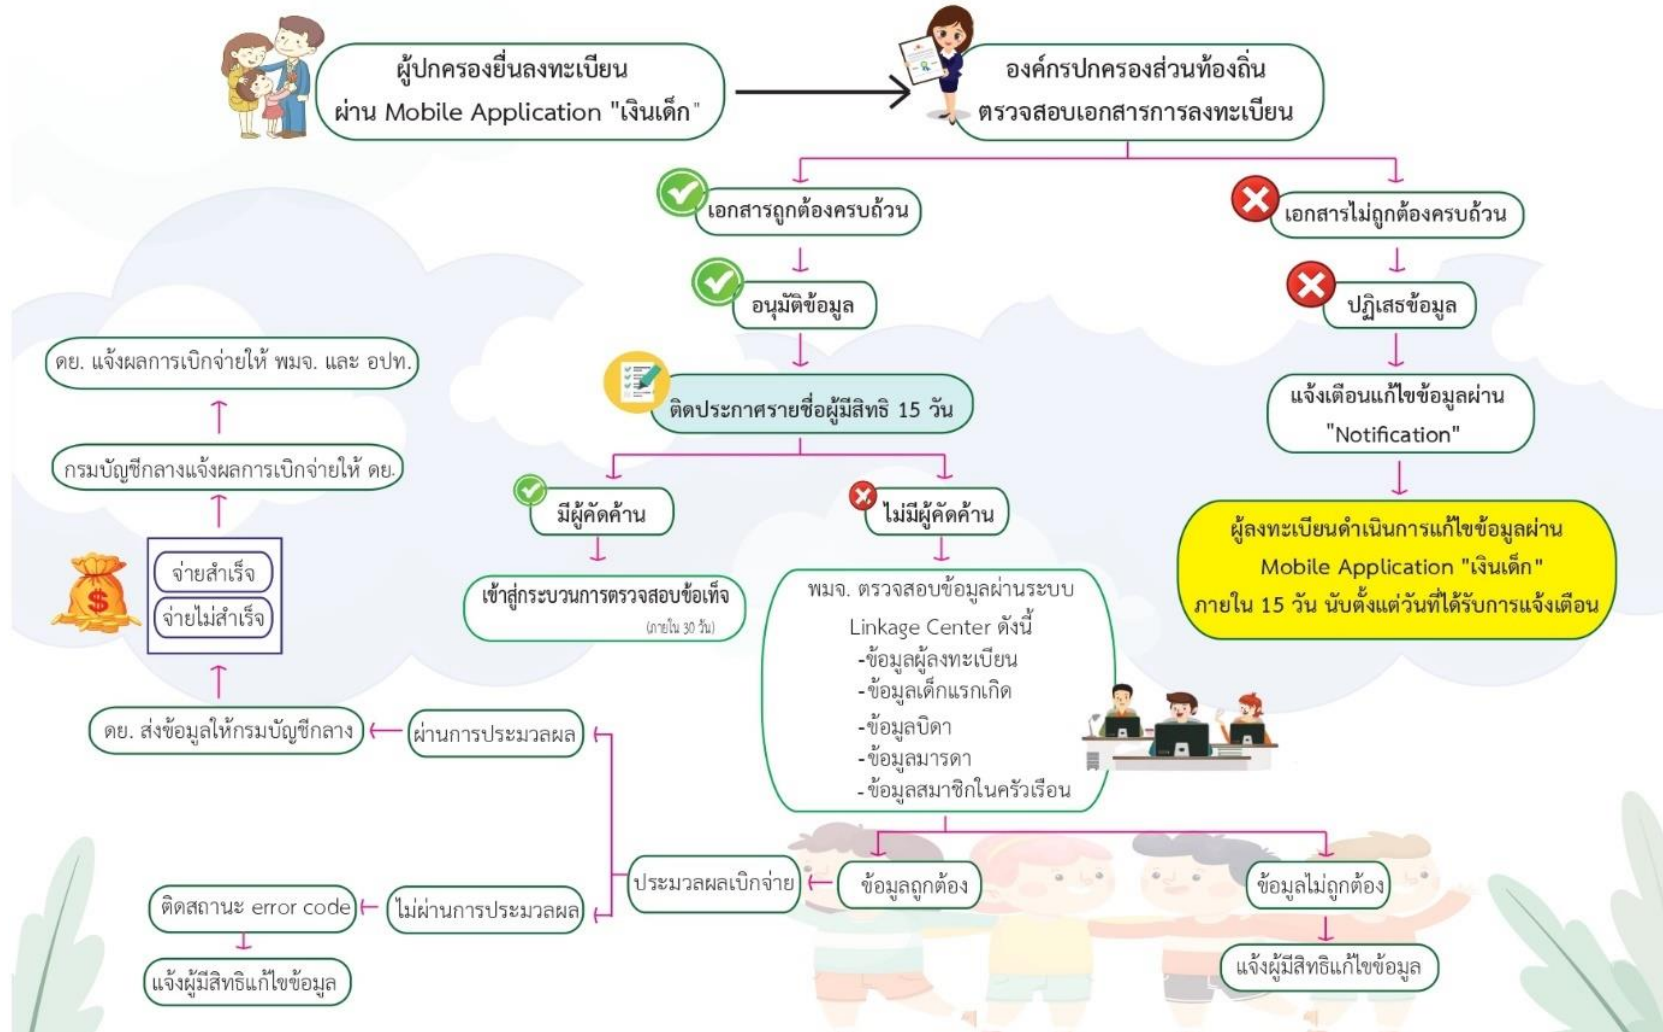 ผู้ปกครองยื่นลงทะเบียน
ผ่าน Mobile Application "เงินเด็ก"
องค์กรปกครองส่วนท้องถิ่น
ตรวจสอบเอกสารการลงทะเบียน
เอกสารถูกต้องครบถ้วน
เอกสารไม่ถูกต้องครบถ้วน
อนุมัติข้อมูล
ปฏิเสธข้อมูล
ติดประกาศรายชื่อผู้มีสิทธิ 15 วัน
แจ้งเตือนแก้ไขข้อมูลผ่าน
"Notification"
มีผู้คัดค้าน
ไม่มีผู้คัดค้าน
ผู้ลงทะเบียนดำเนินการแก้ไขข้อมูลผ่าน
Mobile Application "เงินเด็ก"
ภายใน 15 วัน นับตั้งแต่วันที่ได้รับการแจ้งเตือน
เข้าสู่กระบวนการตรวจสอบข้อเท็จ
(ภายใน 30 วัน)
พมจ. ตรวจสอบข้อมูลผ่านระบบ
Linkage Center ดังนี้
-ข้อมูลผู้ลงทะเบียน
-ข้อมูลเด็กแรกเกิด
-ข้อมูลบิดา
-ข้อมูลมารดา
-ข้อมูลสมาชิกในครัวเรือน
ข้อมูลถูกต้อง
ข้อมูลไม่ถูกต้อง
แจ้งผู้มีสิทธิแก้ไขข้อมูล
ประมวลผลเบิกจ่าย
ผ่านการประมวลผล
ไม่ผ่านการประมวลผล
ติดสถานะ error code
แจ้งผู้มีสิทธิแก้ไขข้อมูล
ดย. ส่งข้อมูลให้กรมบัญชีกลาง
จ่ายสำเร็จ
จ่ายไม่สำเร็จ
กรมบัญชีกลางแจ้งผลการเบิกจ่ายให้ ดย.
ดย. แจ้งผลการเบิกจ่ายให้ พมจ. และ อปท.